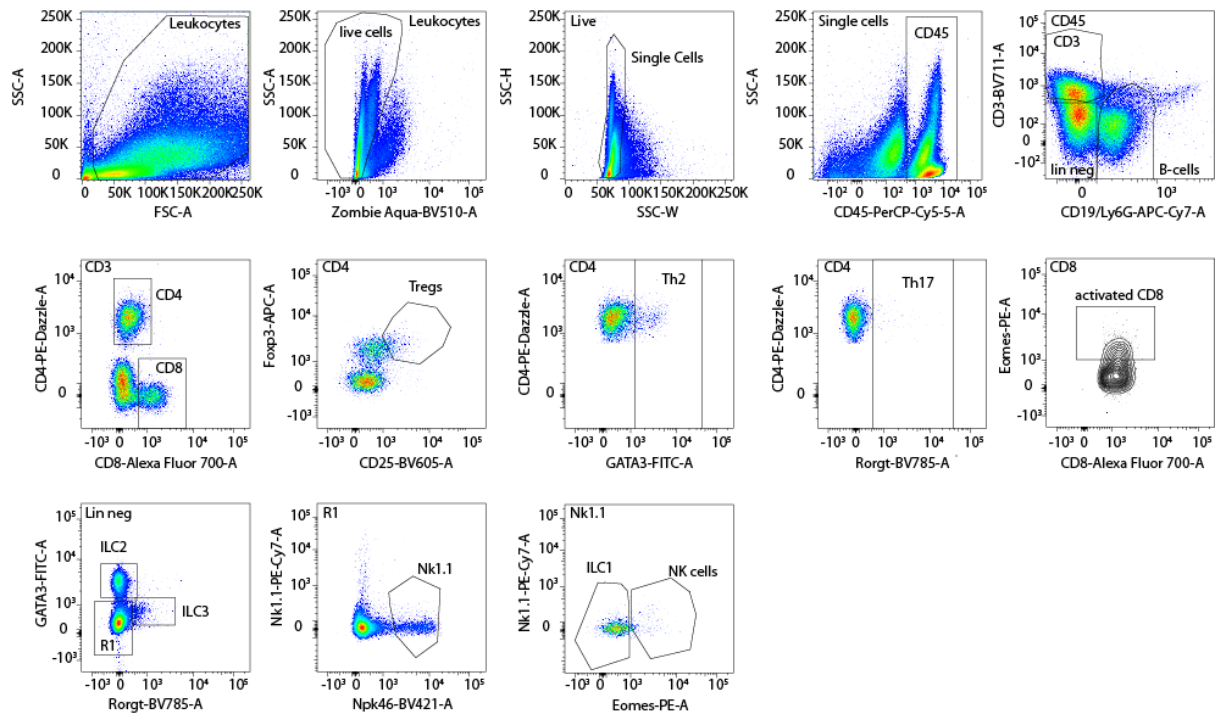 Leukocytes
250K
200K
150K
100K
50K
0
SSC-A
0 50K 100K 150K 200K 250K
FSC-A
live cells
Leukocytes
250K
200K
150K
100K
50K
0
SSC-A
-10³ 0 10³ 10⁴ 10⁵
Zombie Aqua-BV510-A
Live
Single Cells
250K
200K
150K
100K
50K
0
SSC-H
0 50K 100K 150K 200K 250K
SSC-W
Single cells
CD45
250K
200K
150K
100K
50K
0
SSC-A
-10³ 0 10³ 10⁴ 10⁵
CD45-PerCP-Cy5-5-A
CD45
CD3
10⁵
10⁴
10³
10²
0
-10²
CD3-BV711-A
lin neg
B-cells
0 10³
CD19/Ly6G-APC-Cy7-A
CD3
CD4
CD8
10⁴
10³
0
CD4-PE-Dazzle-A
-10³ 0 10³ 10⁴ 10⁵
CD8-Alexa Fluor 700-A
CD4
Tregs
10⁵
10⁴
10³
0
-10³
Foxp3-APC-A
-10³ 0 10³ 10⁴ 10⁵
CD25-BV605-A
CD4
Th2
10⁴
10³
0
CD4-PE-Dazzle-A
-10³ 0 10³ 10⁴ 10⁵
GATA3-FITC-A
CD4
Th17
10⁴
10³
0
CD4-PE-Dazzle-A
-10³ 0 10³ 10⁴ 10⁵
Rorgt-BV785-A
CD8
activated CD8
10⁵
10⁴
10³
0
-10³
Eomes-PE-A
-10³ 0 10³ 10⁴ 10⁵
CD8-Alexa Fluor 700-A
Lin neg
ILC2
ILC3
R1
10⁵
10⁴
10³
0
-10³
GATA3-FITC-A
-10³ 0 10³ 10⁴ 10⁵
Rorgt-BV785-A
R1
Nk1.1
10⁵
10⁴
10³
0
Nk1.1-PE-Cy7-A
-10³ 0 10³ 10⁴ 10⁵
Npk46-BV421-A
Nk1.1
ILC1
NK cells
10⁵
10⁴
10³
0
Nk1.1-PE-Cy7-A
-10³ 0 10³ 10⁴ 10⁵
Eomes-PE-A